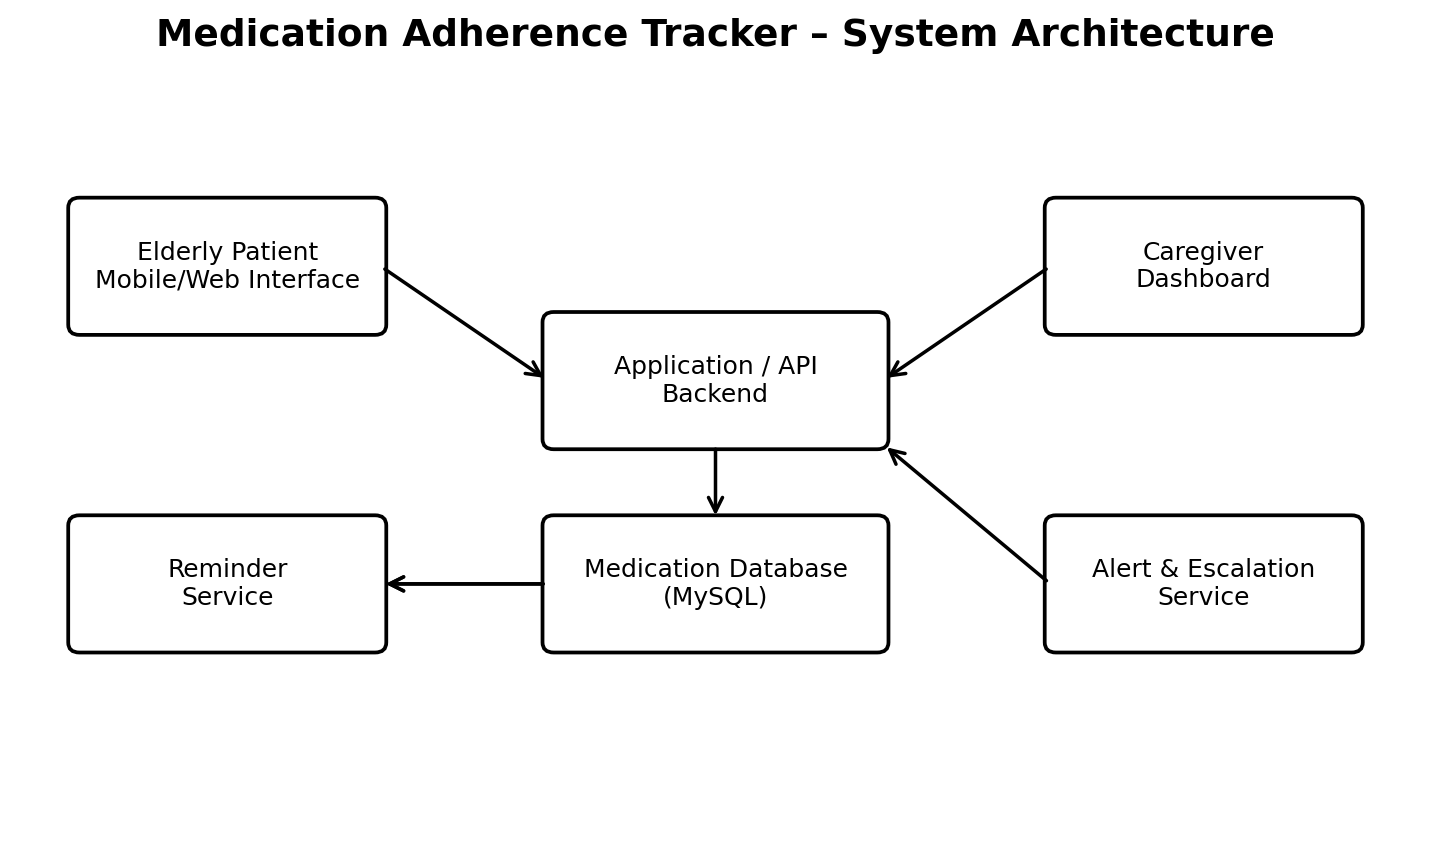 Medication Adherence Tracker – System Architecture
Elderly Patient
Mobile/Web Interface
Caregiver
Dashboard
Application / API
Backend
Reminder
Service
Medication Database
(MySQL)
Alert & Escalation
Service